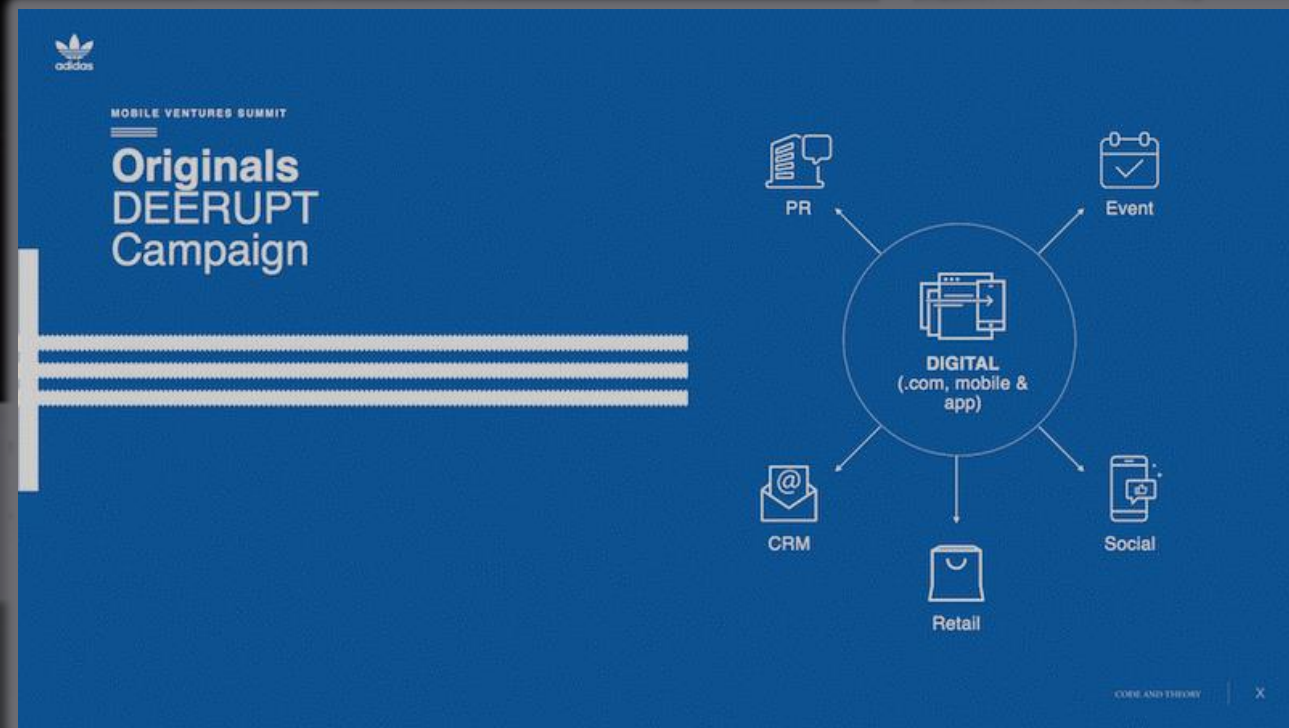 adidas
MOBILE VENTURES SUMMIT
Originals
DEERUPT
Campaign
PR
Event
DIGITAL
(.com, mobile &
app)
@
CRM
Social
Retail
CODE AND THEORY
X